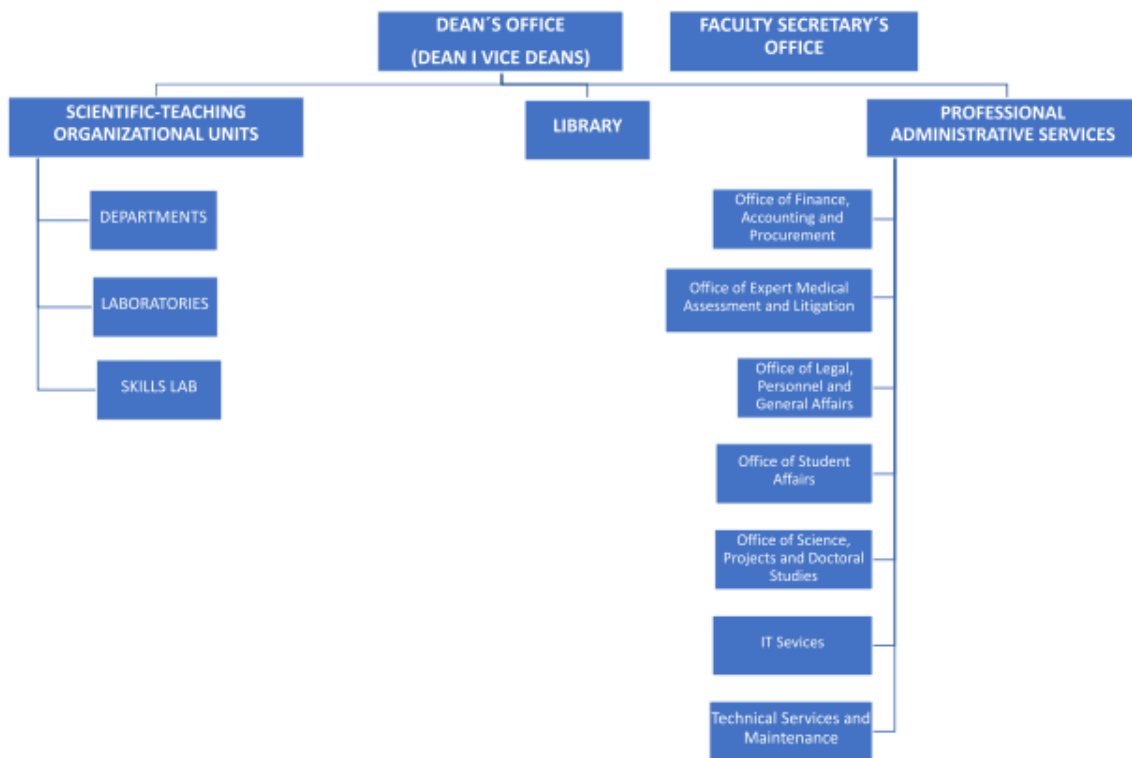 DEAN´S OFFICE
(DEAN I VICE DEANS)
FACULTY SECRETARY´S
OFFICE
SCIENTIFIC-TEACHING
ORGANIZATIONAL UNITS
LIBRARY
PROFESSIONAL
ADMINISTRATIVE SERVICES
DEPARTMENTS
LABORATORIES
SKILLS LAB
Office of Finance,
Accounting and
Procurement
Office of Expert Medical
Assessment and Litigation
Office of Legal,
Personnel and
General Affairs
Office of Student
Affairs
Office of Science,
Projects and Doctoral
Studies
IT Sevices
Technical Services and
Maintenance